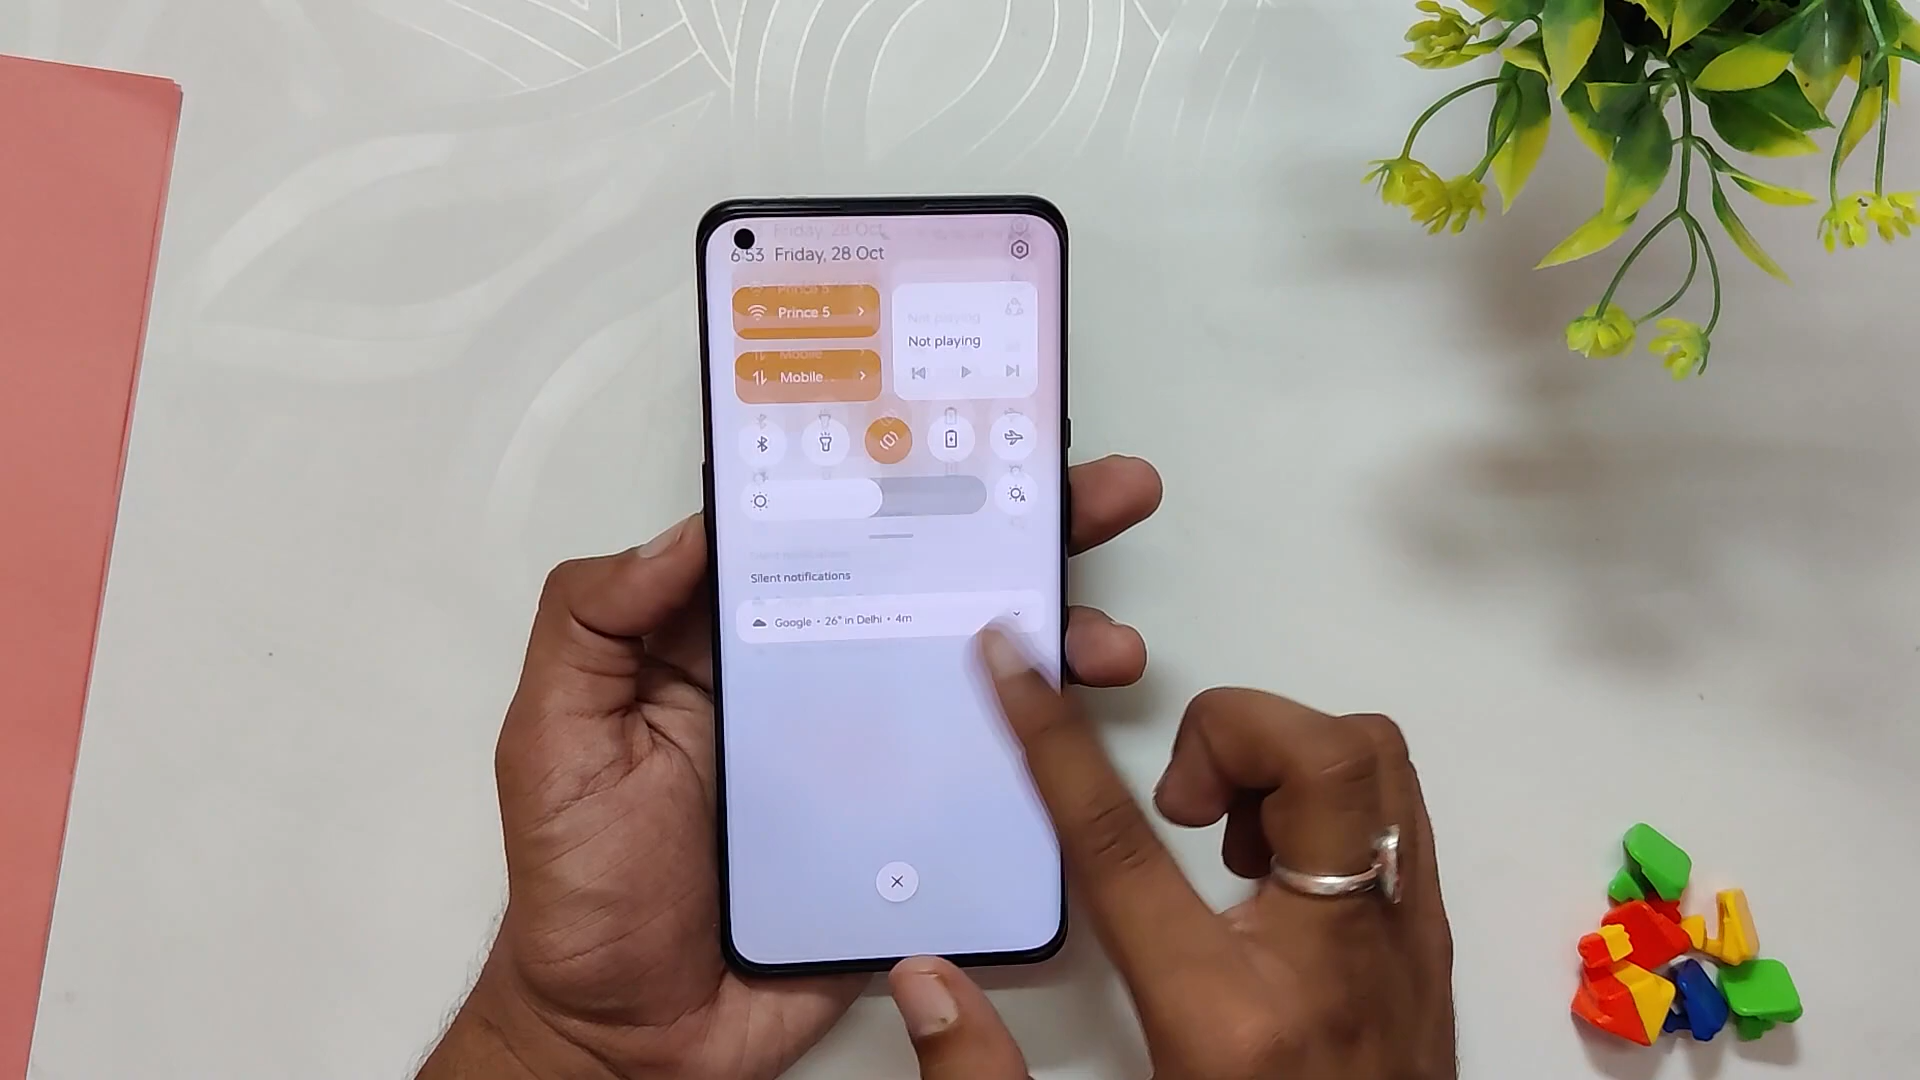 6:53 Friday, 28 Oct
Prince 5
Not playing
Mobile
Silent notifications
Google • 26° in Delhi • 4m